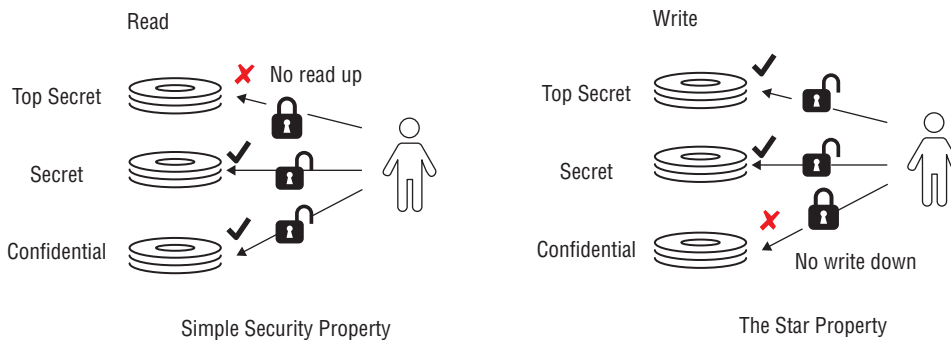 Read
Top Secret
No read up
Secret
Confidential
Simple Security Property
Write
Top Secret
Secret
Confidential
No write down
The Star Property